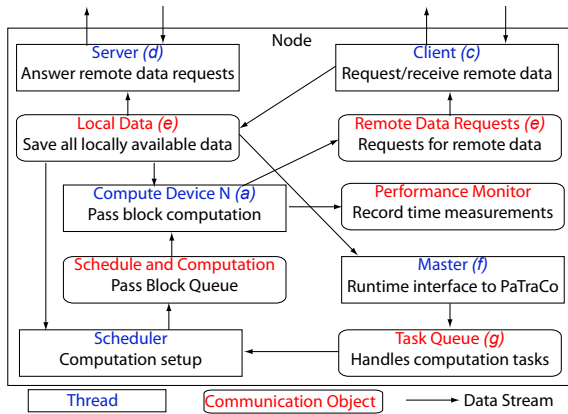 Node
Server (d)
Answer remote data requests
Client (c)
Request/receive remote data
Local Data (e)
Save all locally available data
Remote Data Requests (e)
Requests for remote data
Compute Device N (a)
Pass block computation
Performance Monitor
Record time measurements
Schedule and Computation
Pass Block Queue
Master (f)
Runtime interface to PaTraCo
Scheduler
Computation setup
Task Queue (g)
Handles computation tasks
Thread
Communication Object
Data Stream